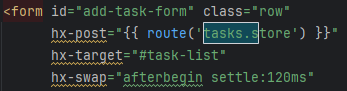 <form id="add-task-form" class="row"
hx-post="{{ route('tasks.store') }}"
hx-target="#task-list"
hx-swap="afterbegin settle:120ms"